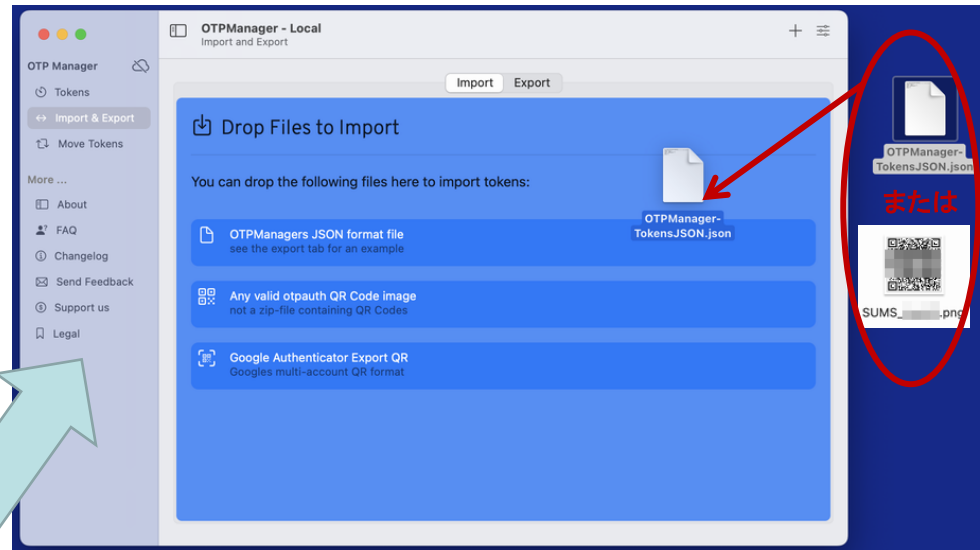 OTPManager - Local
Import and Export
OTP Manager
Tokens
Import & Export
Move Tokens
More ...
About
FAQ
Changelog
Send Feedback
Support us
Legal
Import
Export
Drop Files to Import
You can drop the following files here to import tokens:
OTPManagers JSON format file
see the export tab for an example
Any valid otpauth QR Code image
not a zip-file containing QR Codes
Google Authenticator Export QR
Googles multi-account QR format
OTPManager-
TokensJSON.json
OTPManager-
TokensJSON.json
または
SUMS_ .png